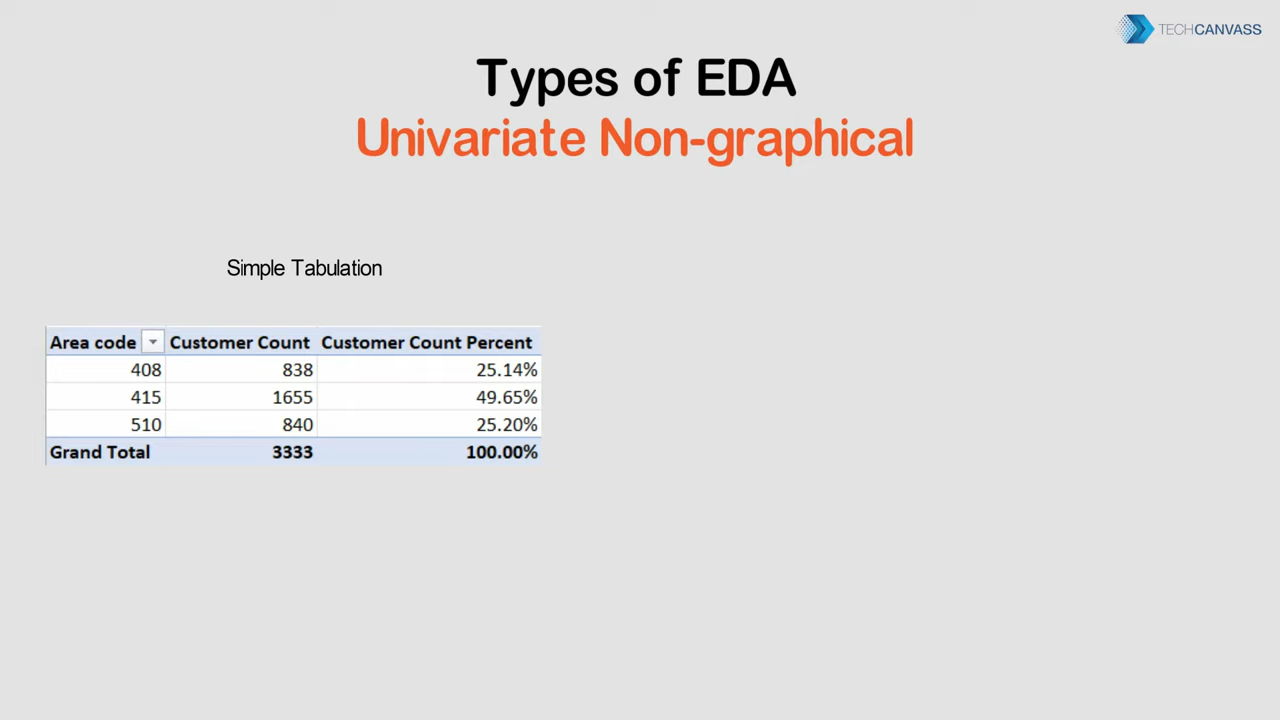 TECHCANVASS
Types of EDA
Univariate Non-graphical
Simple Tabulation
Area code Customer Count Customer Count Percent
408 838 25.14%
415 1655 49.65%
510 840 25.20%
Grand Total 3333 100.00%